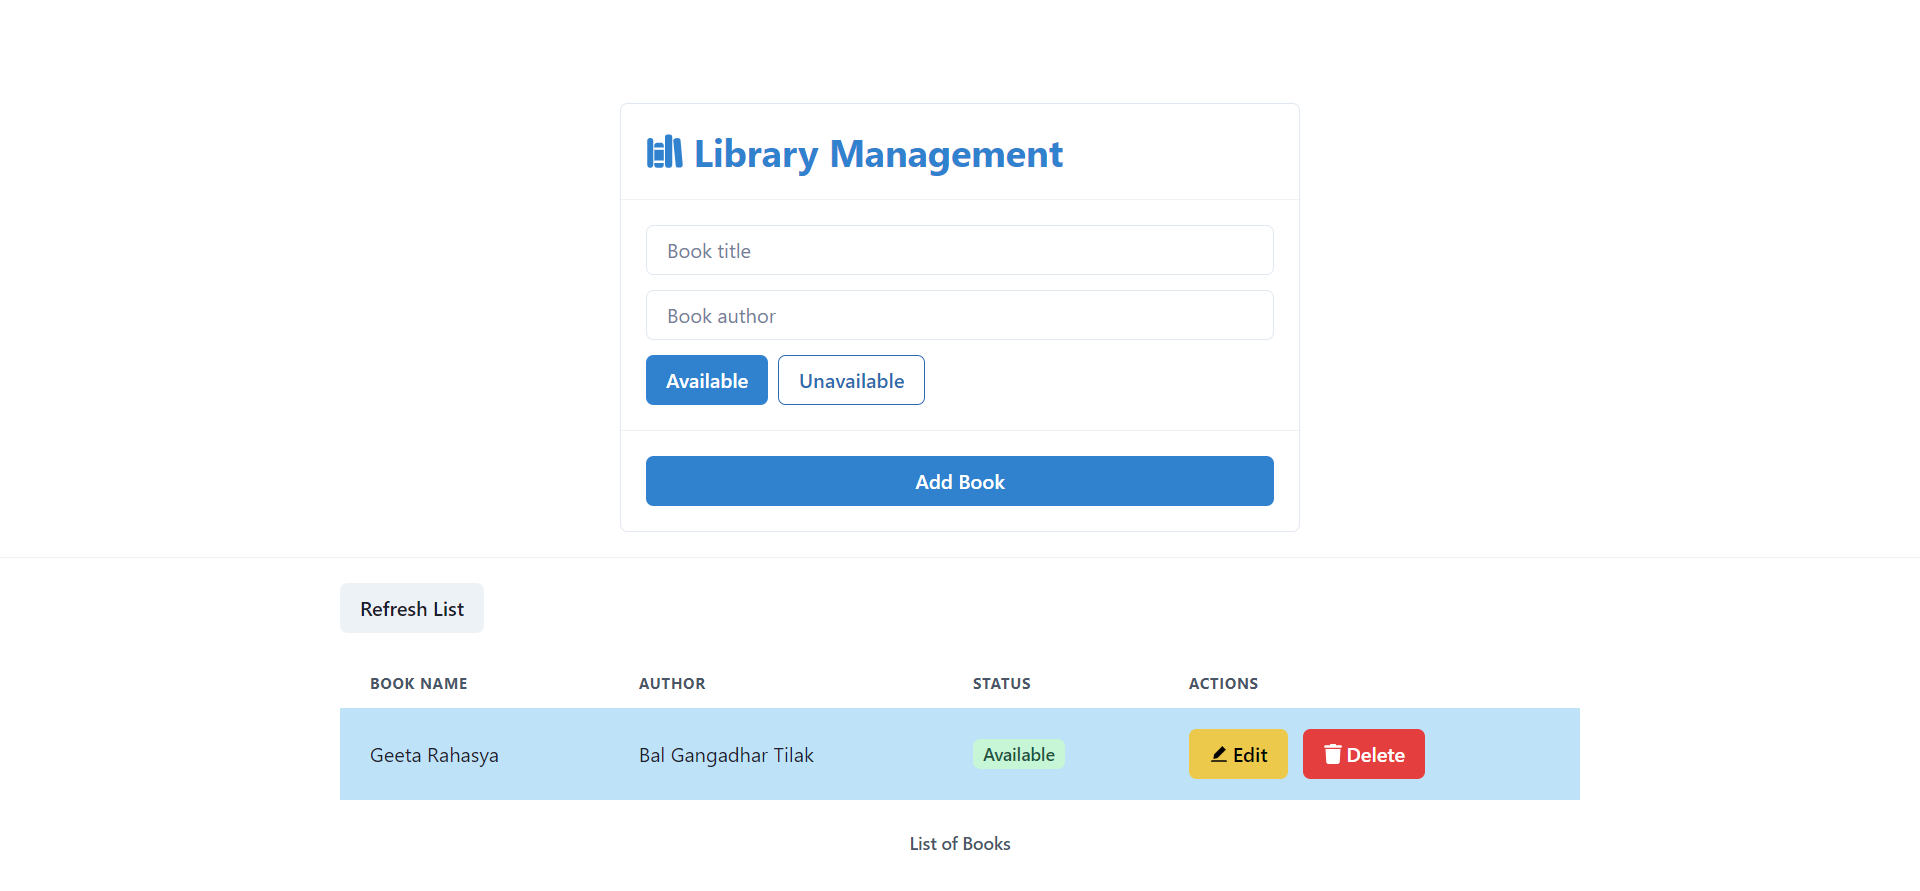 Library Management
Book title
Book author
Available Unavailable
Add Book
Refresh List
BOOK NAME AUTHOR STATUS ACTIONS
Geeta Rahasya Bal Gangadhar Tilak Available Edit Delete
List of Books